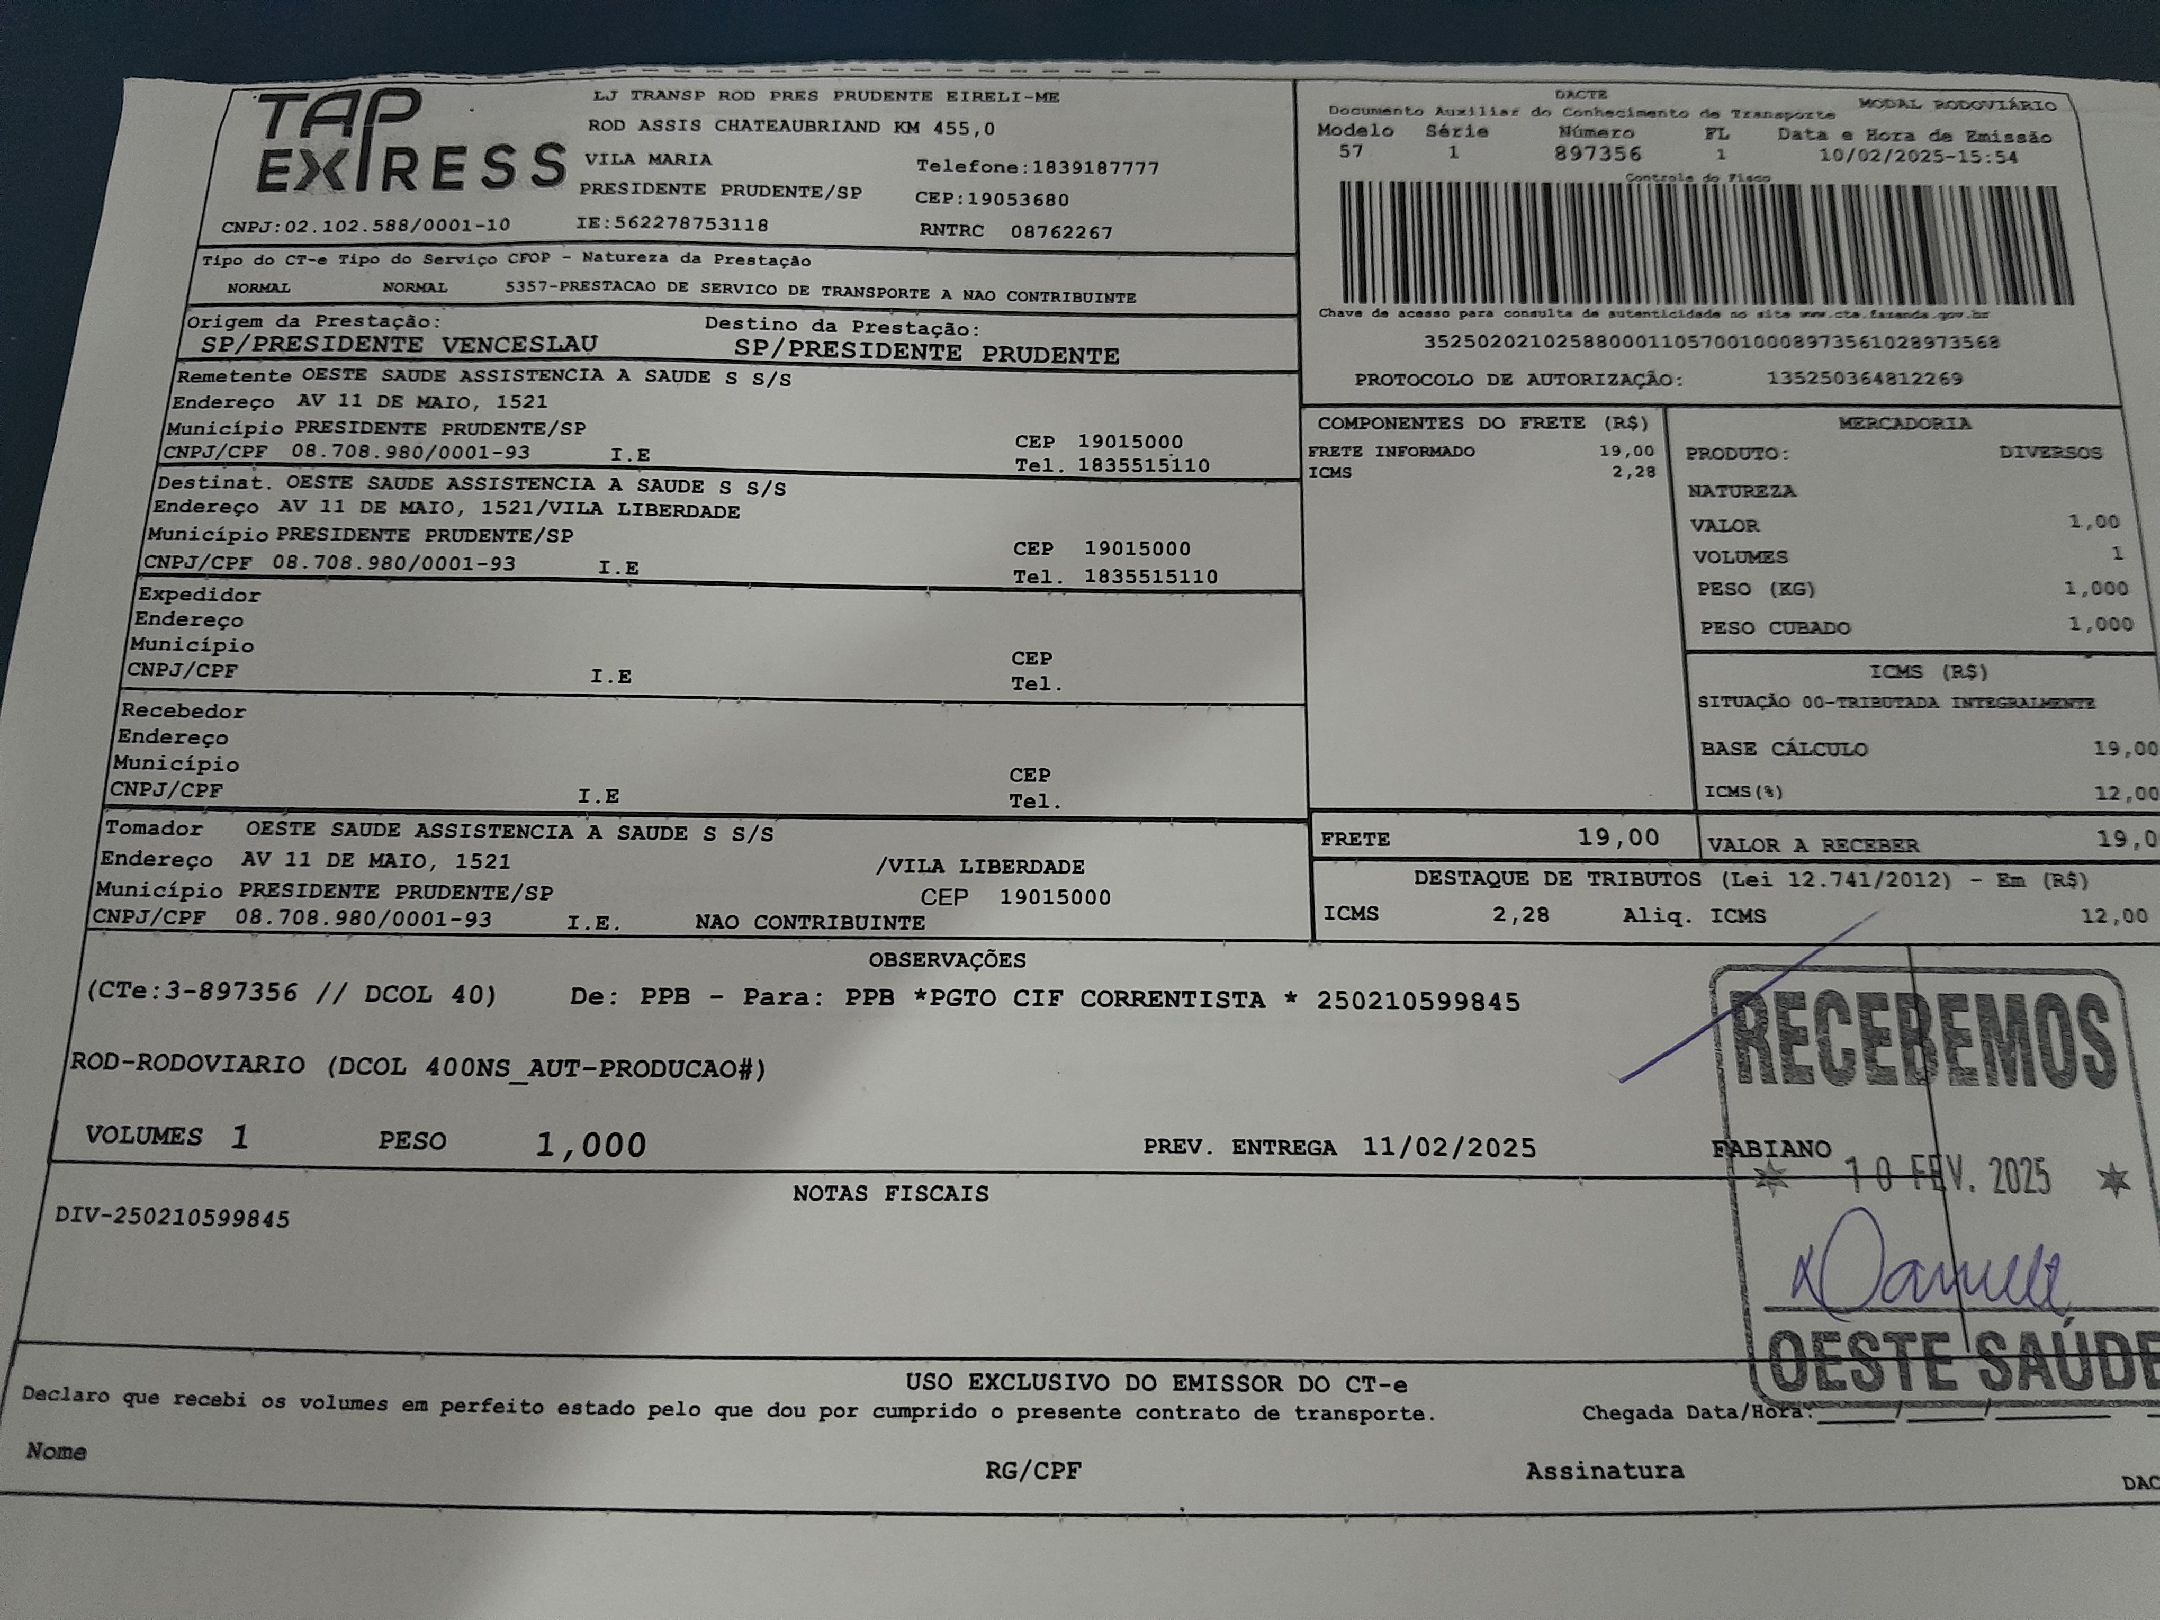 TAP EXPRESS
LJ TRANSP ROD PRES PRUDENTE EIRELI-ME
ROD ASSIS CHATEAUBRIAND KM 455,0
VILA MARIA
Telefone:1839187777
PRESIDENTE PRUDENTE/SP
CEP:19053680
CNPJ:02.102.588/0001-10
IE:562278753118
RNTRC 08762267
DACTE
Documento Auxiliar do Conhecimento de Transporte
MODAL RODOVIÁRIO
Modelo Série Número FL Data e Hora de Emissão
57 1 897356 1 10/02/2025-15:54
Controle do Fisco
Chave de acesso para consulta de autenticidade no site www.cte.fazenda.gov.br
35250202102588000110570010008973561028973568
PROTOCOLO DE AUTORIZAÇÃO: 135250364812269
Tipo do CT-e Tipo do Serviço CFOP - Natureza da Prestação
NORMAL NORMAL 5357-PRESTACAO DE SERVICO DE TRANSPORTE A NAO CONTRIBUINTE
Origem da Prestação: Destino da Prestação:
SP/PRESIDENTE VENCESLAU SP/PRESIDENTE PRUDENTE
Remetente OESTE SAUDE ASSISTENCIA A SAUDE S S/S
Endereço AV 11 DE MAIO, 1521
Município PRESIDENTE PRUDENTE/SP CEP 19015000
CNPJ/CPF 08.708.980/0001-93 I.E Tel. 1835515110
Destinat. OESTE SAUDE ASSISTENCIA A SAUDE S S/S
Endereço AV 11 DE MAIO, 1521/VILA LIBERDADE
Município PRESIDENTE PRUDENTE/SP CEP 19015000
CNPJ/CPF 08.708.980/0001-93 I.E Tel. 1835515110
Expedidor
Endereço
Município CEP
CNPJ/CPF I.E Tel.
Recebedor
Endereço
Município CEP
CNPJ/CPF I.E Tel.
Tomador OESTE SAUDE ASSISTENCIA A SAUDE S S/S
Endereço AV 11 DE MAIO, 1521 /VILA LIBERDADE
Município PRESIDENTE PRUDENTE/SP CEP 19015000
CNPJ/CPF 08.708.980/0001-93 I.E. NAO CONTRIBUINTE
COMPONENTES DO FRETE (R$)
FRETE INFORMADO 19,00
ICMS 2,28
MERCADORIA
PRODUTO: DIVERSOS
NATUREZA
VALOR 1,00
VOLUMES 1
PESO (KG) 1,000
PESO CUBADO 1,000
ICMS (R$)
SITUAÇÃO 00-TRIBUTADA INTEGRALMENTE
BASE CÁLCULO 19,00
ICMS(%) 12,00
FRETE 19,00
VALOR A RECEBER 19,0
DESTAQUE DE TRIBUTOS (Lei 12.741/2012) - Em (R$)
ICMS 2,28 Aliq. ICMS 12,00
OBSERVAÇÕES
(CTe:3-897356 // DCOL 40) De: PPB - Para: PPB *PGTO CIF CORRENTISTA * 250210599845
ROD-RODOVIARIO (DCOL 400NS_AUT-PRODUCAO#)
VOLUMES 1 PESO 1,000 PREV. ENTREGA 11/02/2025 FABIANO
NOTAS FISCAIS
DIV-250210599845
RECEBEMOS
10 FEV. 2025
OESTE SAÚDE
USO EXCLUSIVO DO EMISSOR DO CT-e
Declaro que recebi os volumes em perfeito estado pelo que dou por cumprido o presente contrato de transporte. Chegada Data/Hora:____/____/____
Nome RG/CPF Assinatura
DAC